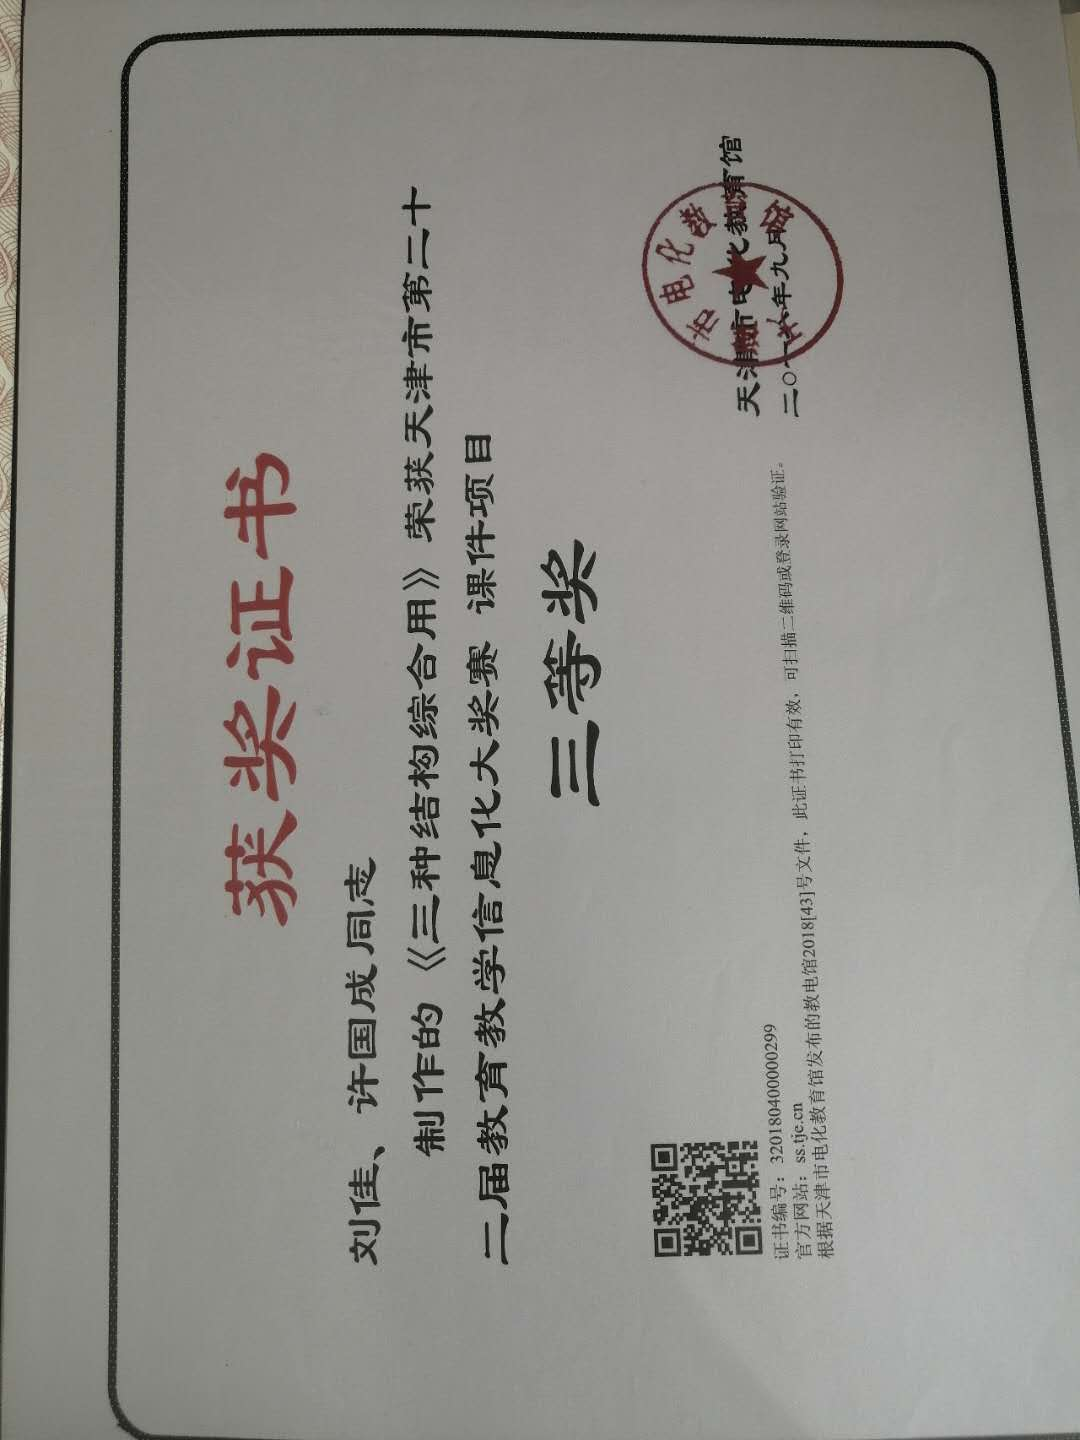 获奖证书
刘佳、许国成同志
制作的《三种结构综合用》荣获天津市第二十
二届教育教学信息化大奖赛 课件项目
三等奖
天津市电化教育馆
二〇一八年九月
证书编号：320180400000299
官方网站：ss.tje.cn
根据天津市电化教育馆发布的教电馆2018[43]号文件，此证书打印有效，可扫描二维码或登录网站验证。